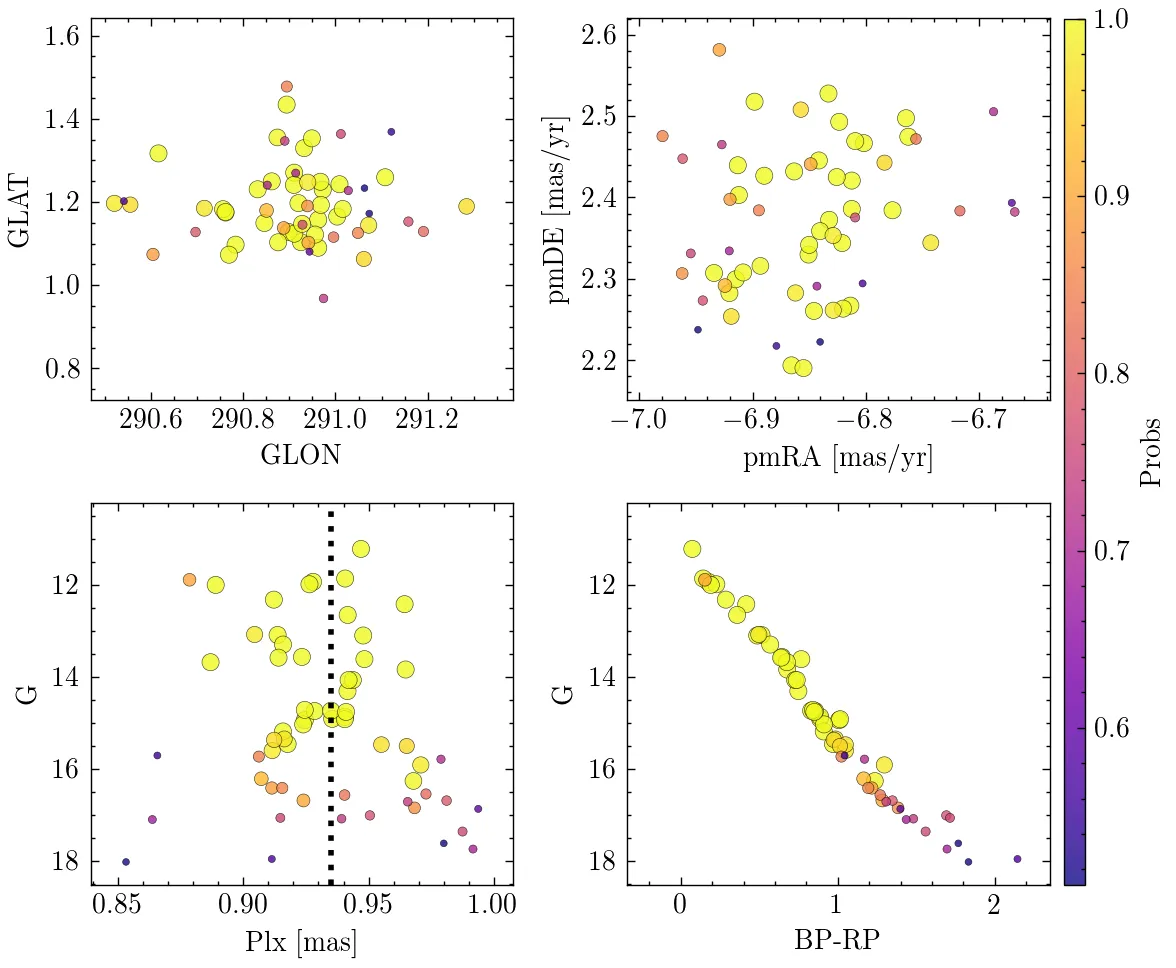 1.6
1.4
1.2
1.0
0.8
GLAT
290.6 290.8 291.0 291.2
GLON
2.6
2.5
2.4
2.3
2.2
pmDE [mas/yr]
−7.0 −6.9 −6.8 −6.7
pmRA [mas/yr]
1.0
0.9
0.8
0.7
0.6
Probs
12
14
16
18
G
0.85 0.90 0.95 1.00
Plx [mas]
12
14
16
18
G
0 1 2
BP-RP